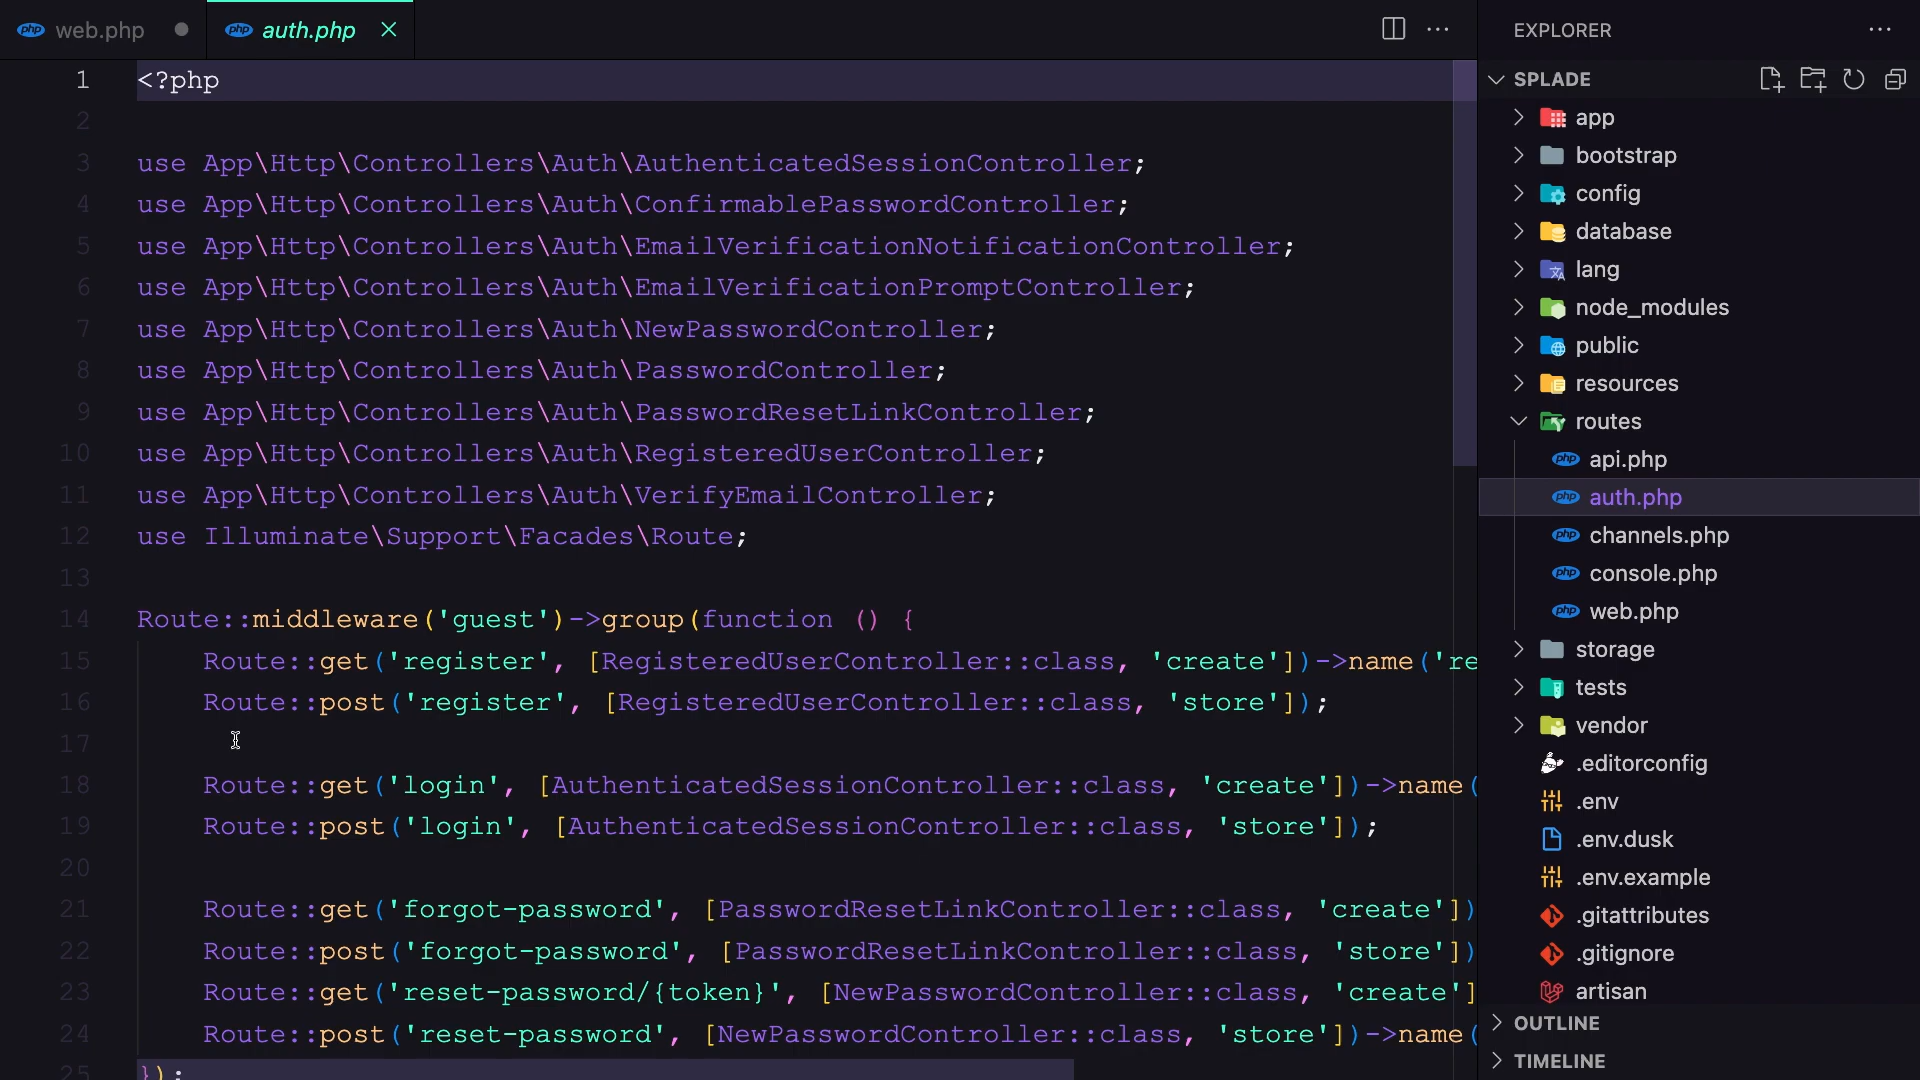 web.php
auth.php
1 <?php
2
3 use App\Http\Controllers\Auth\AuthenticatedSessionController;
4 use App\Http\Controllers\Auth\ConfirmablePasswordController;
5 use App\Http\Controllers\Auth\EmailVerificationNotificationController;
6 use App\Http\Controllers\Auth\EmailVerificationPromptController;
7 use App\Http\Controllers\Auth\NewPasswordController;
8 use App\Http\Controllers\Auth\PasswordController;
9 use App\Http\Controllers\Auth\PasswordResetLinkController;
10 use App\Http\Controllers\Auth\RegisteredUserController;
11 use App\Http\Controllers\Auth\VerifyEmailController;
12 use Illuminate\Support\Facades\Route;
13
14 Route::middleware('guest')->group(function () {
15 Route::get('register', [RegisteredUserController::class, 'create'])->name('re
16 Route::post('register', [RegisteredUserController::class, 'store']);
17
18 Route::get('login', [AuthenticatedSessionController::class, 'create'])->name(
19 Route::post('login', [AuthenticatedSessionController::class, 'store']);
20
21 Route::get('forgot-password', [PasswordResetLinkController::class, 'create'])
22 Route::post('forgot-password', [PasswordResetLinkController::class, 'store'])
23 Route::get('reset-password/{token}', [NewPasswordController::class, 'create']
24 Route::post('reset-password', [NewPasswordController::class, 'store'])->name(
25 });
EXPLORER
SPLADE
app
bootstrap
config
database
lang
node_modules
public
resources
routes
php api.php
php auth.php
php channels.php
php console.php
php web.php
storage
tests
vendor
.editorconfig
.env
.env.dusk
.env.example
.gitattributes
.gitignore
artisan
OUTLINE
TIMELINE